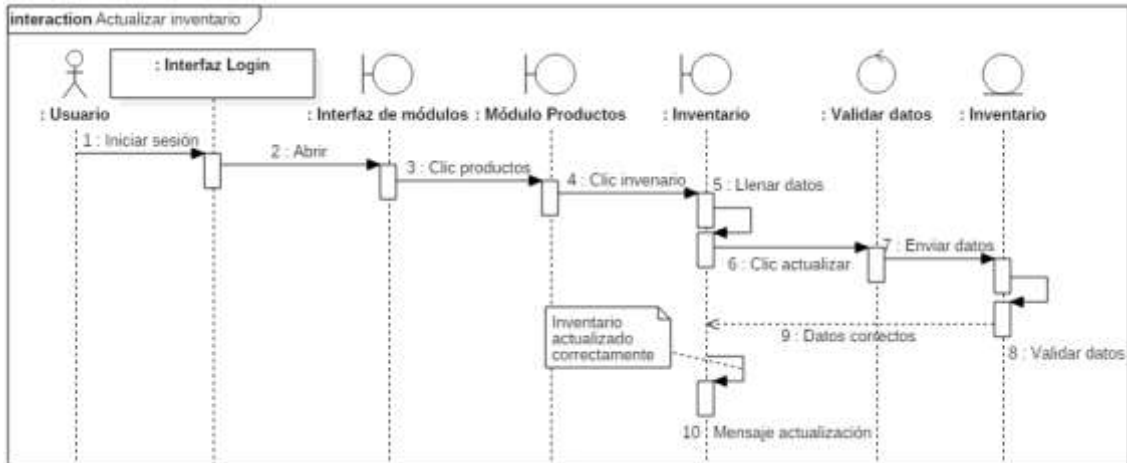 interaction Actualizar inventario
: Interfaz Login
: Usuario
: Interfaz de módulos
: Módulo Productos
: Inventario
: Validar datos
: Inventario
1 : Iniciar sesión
2 : Abrir
3 : Clic productos
4 : Clic invenario
5 : Llenar datos
6 : Clic actualizar
7 : Enviar datos
Inventario
actualizado
correctamente
9 : Datos correctos
8 : Validar datos
10 : Mensaje actualización